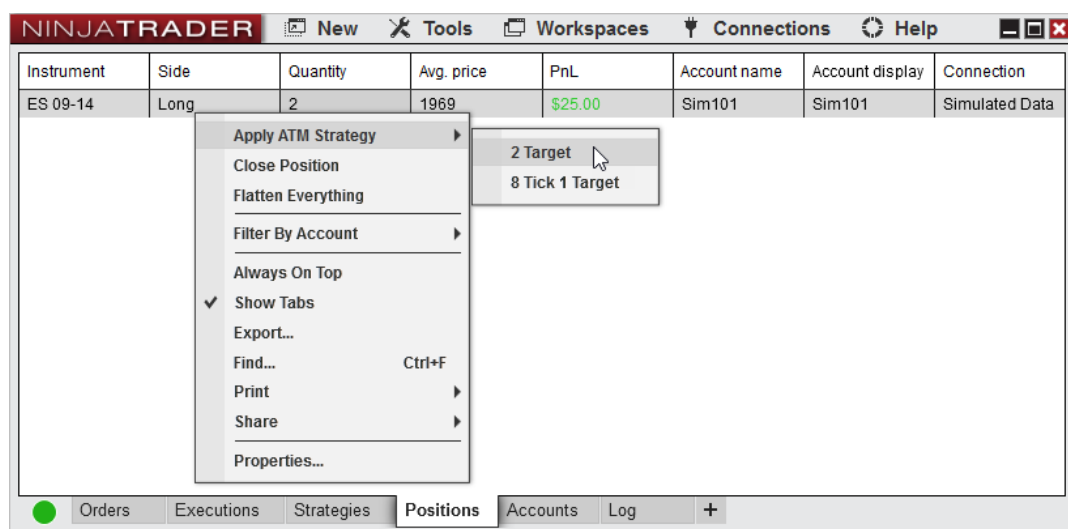 NINJATRADER New Tools Workspaces Connections Help
Instrument Side Quantity Avg. price PnL Account name Account display Connection
ES 09-14 Long 2 1969 $25.00 Sim101 Sim101 Simulated Data
Apply ATM Strategy
2 Target
Close Position
8 Tick 1 Target
Flatten Everything
Filter By Account
Always On Top
Show Tabs
Export...
Find... Ctrl+F
Print
Share
Properties...
Orders Executions Strategies Positions Accounts Log +